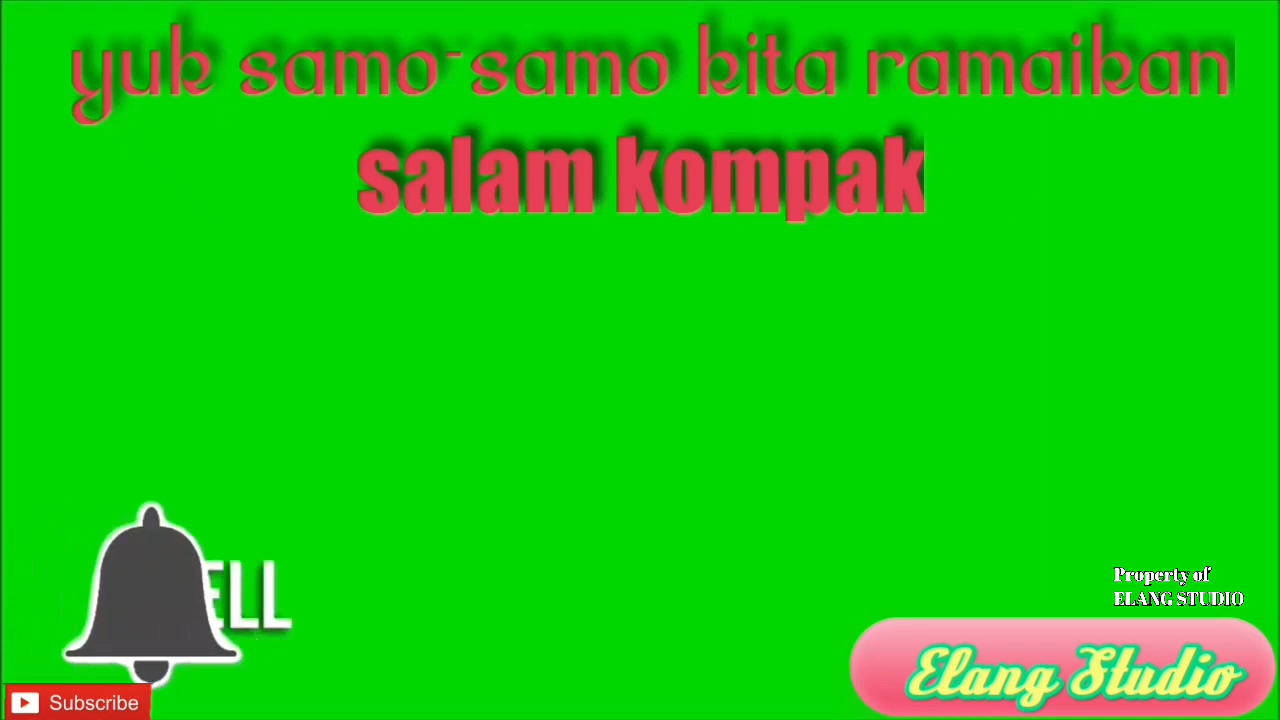 yuk samo-samo kita ramaikan
salam kompak
ELL
Property of
ELANG STUDIO
Elang Studio
Subscribe